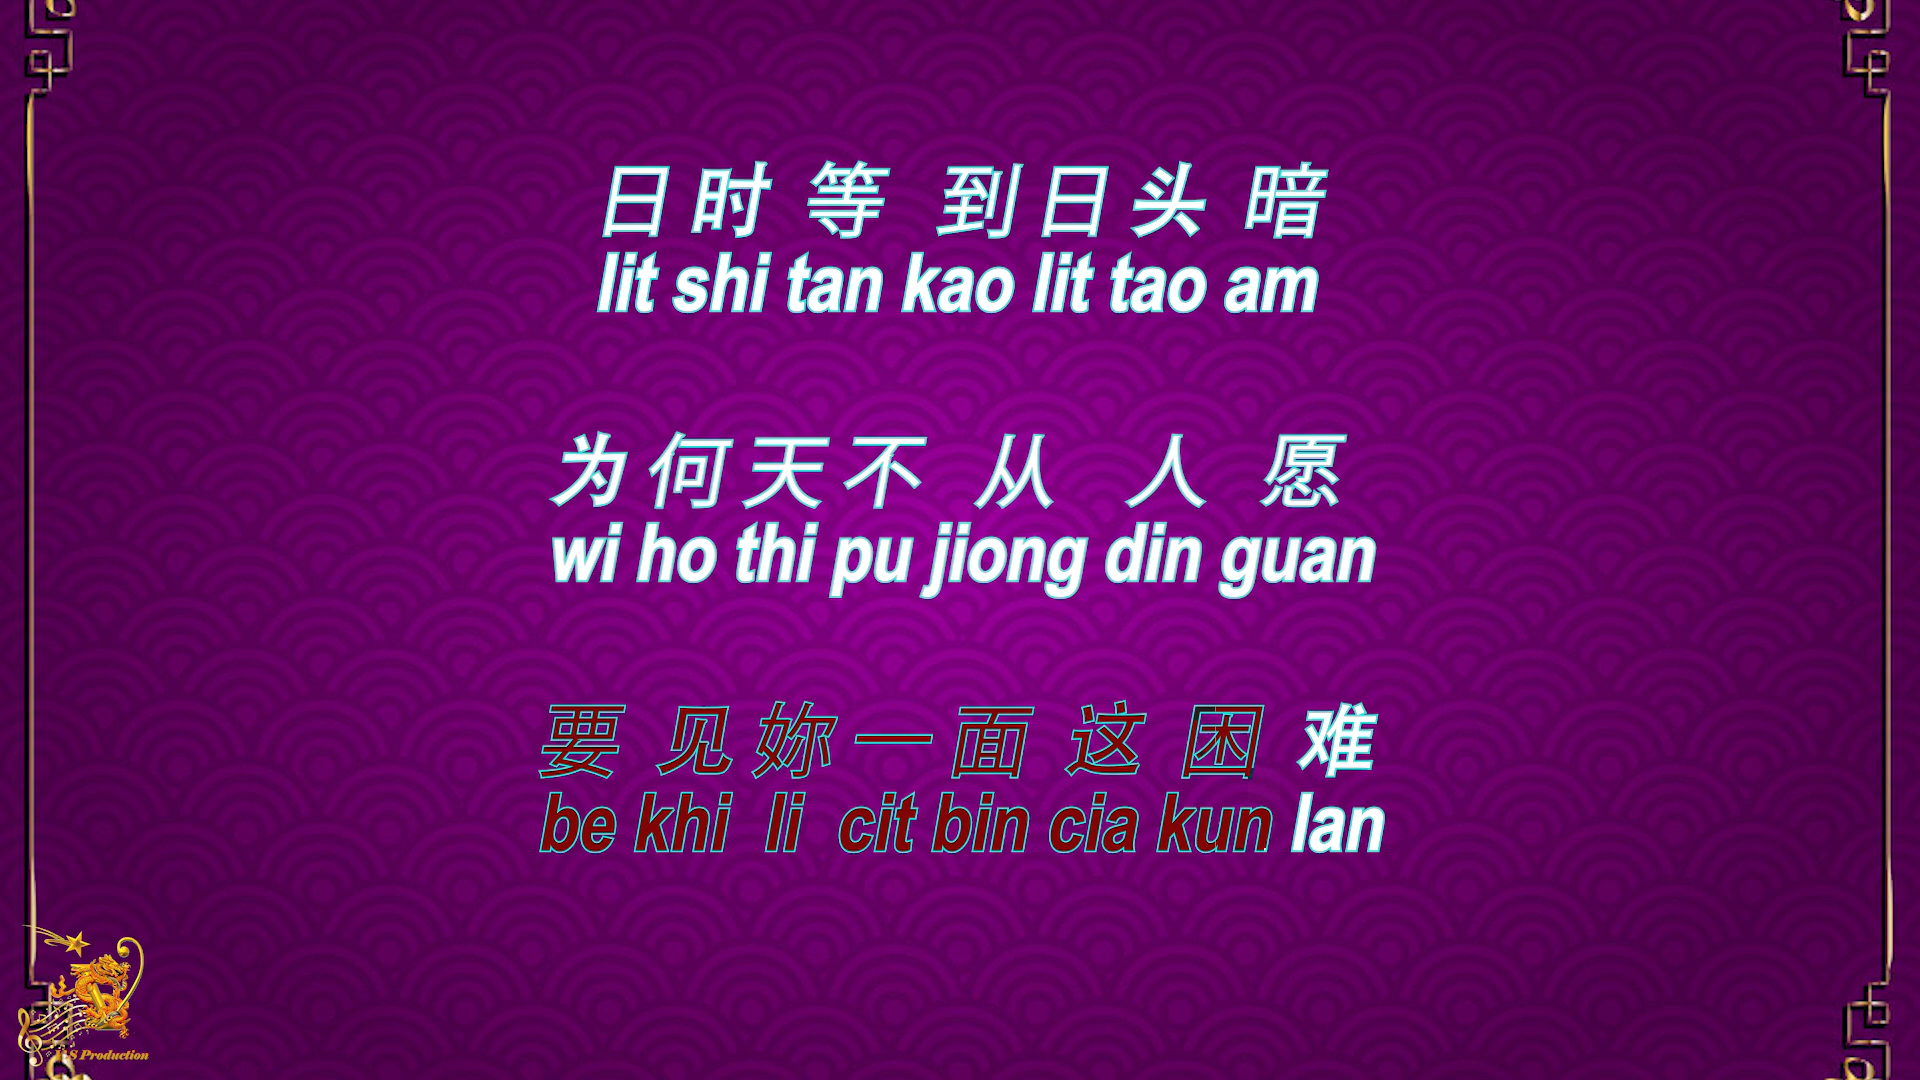 日时等到日头暗
lit shi tan kao lit tao am
为何天不从人愿
wi ho thi pu jiong din guan
要见妳一面这困难
be khi li cit bin cia kun lan
Production